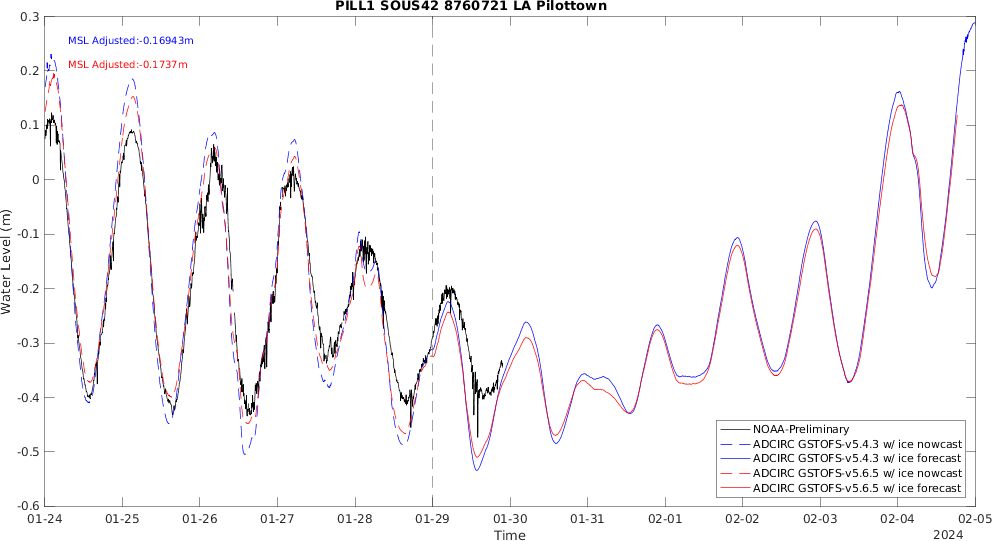 PILL1 SOUS42 8760721 LA Pilottown
MSL Adjusted:-0.16943m
MSL Adjusted:-0.1737m
0.3
0.2
0.1
0
-0.1
-0.2
-0.3
-0.4
-0.5
-0.6
Water Level (m)
NOAA-Preliminary
ADCIRC GSTOFS-v5.4.3 w/ice nowcast
ADCIRC GSTOFS-v5.4.3 w/ice forecast
ADCIRC GSTOFS-v5.6.5 w/ice nowcast
ADCIRC GSTOFS-v5.6.5 w/ice forecast
01-24 01-25 01-26 01-27 01-28 01-29 01-30 01-31 02-01 02-02 02-03 02-04 02-05
Time
2024